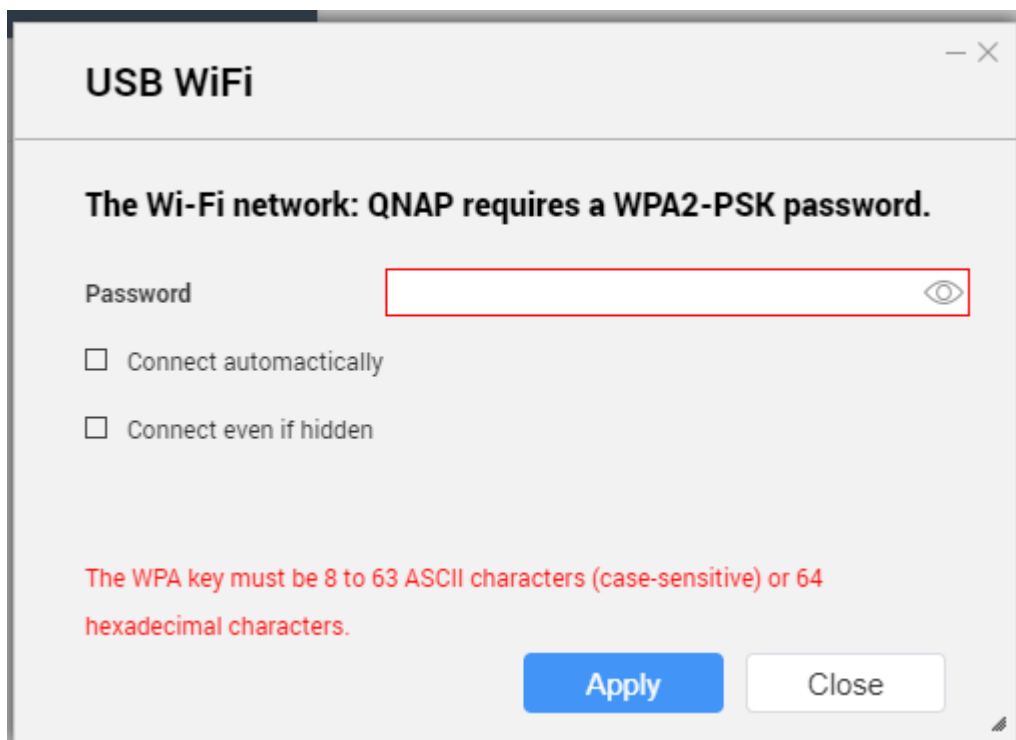 USB WiFi
The Wi-Fi network: QNAP requires a WPA2-PSK password.
Password
Connect automactically
Connect even if hidden
The WPA key must be 8 to 63 ASCII characters (case-sensitive) or 64
hexadecimal characters.
Apply Close